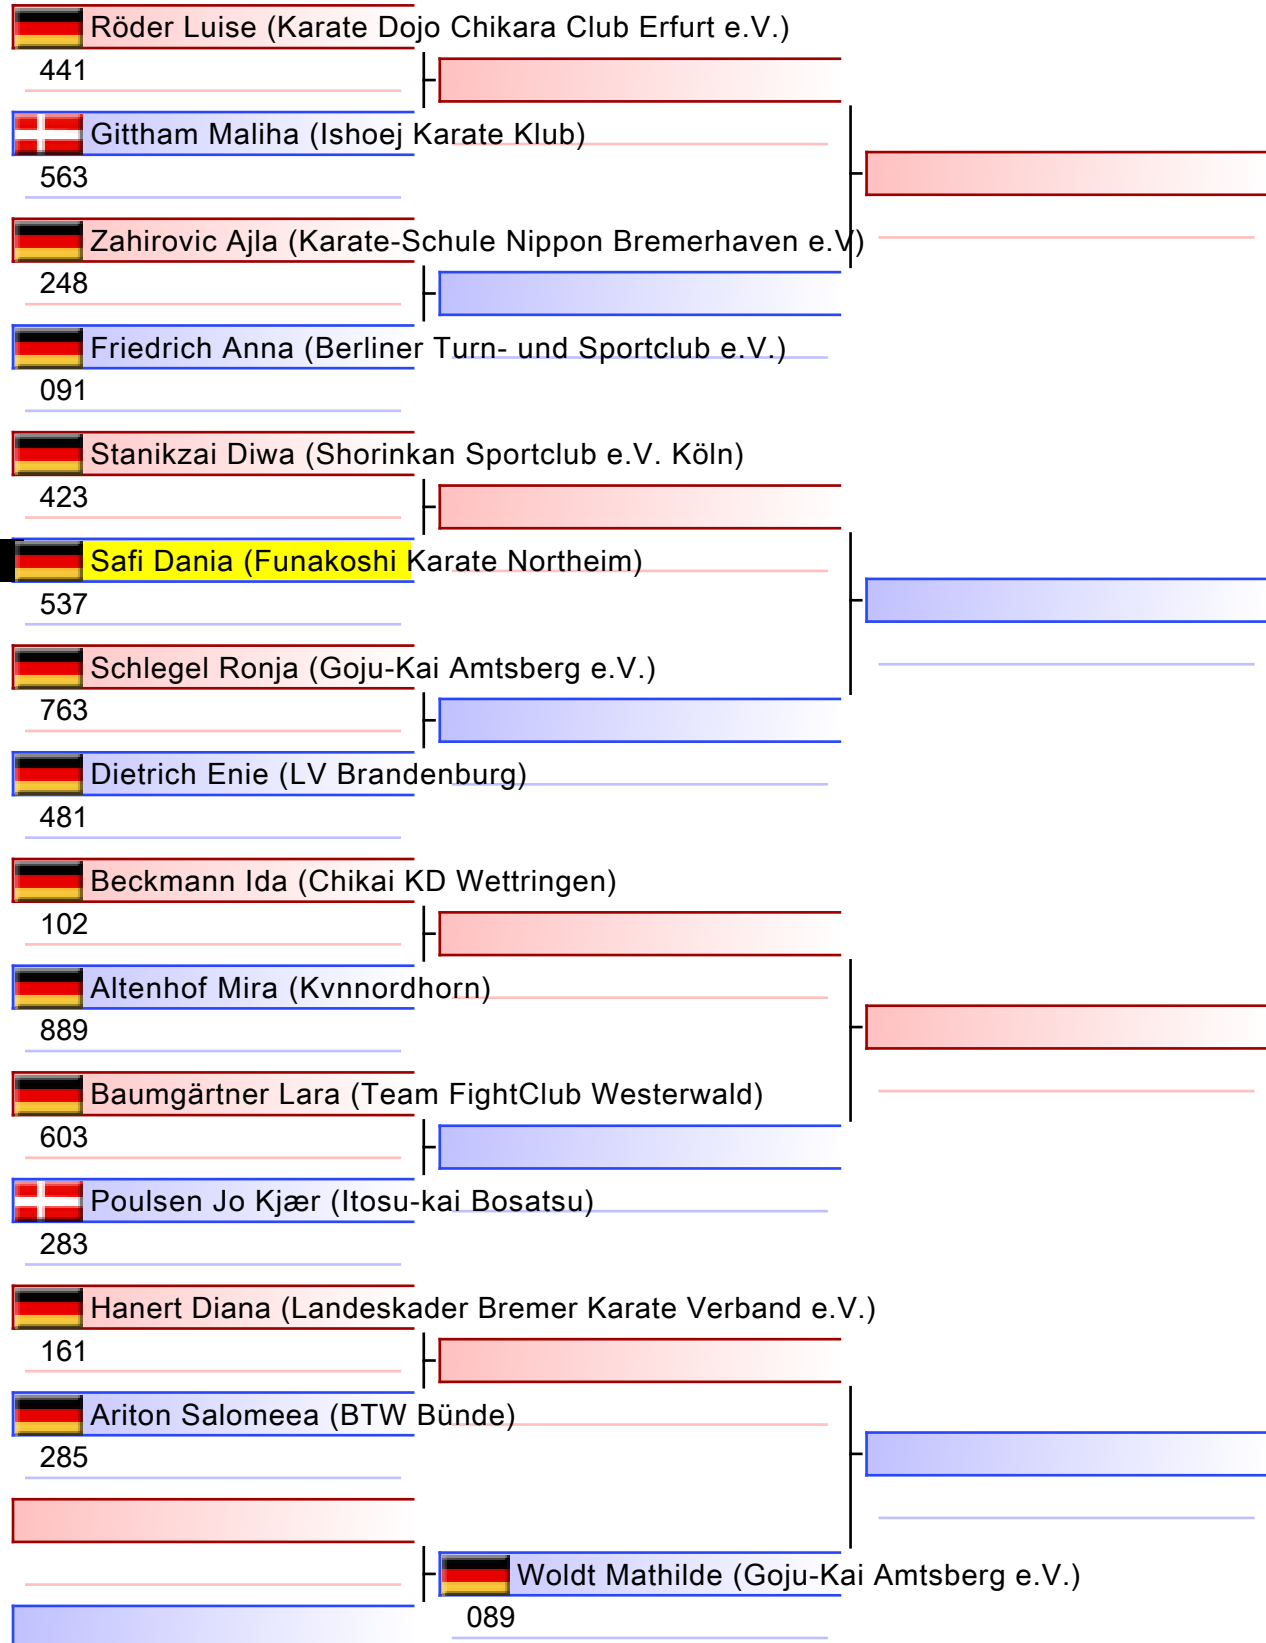 Röder Luise (Karate Dojo Chikara Club Erfurt e.V.)
441
Gittham Maliha (Ishoej Karate Klub)
563
Zahirovic Ajla (Karate-Schule Nippon Bremerhaven e.V)
248
Friedrich Anna (Berliner Turn- und Sportclub e.V.)
091
Stanikzai Diwa (Shorinkan Sportclub e.V. Köln)
423
Safi Dania (Funakoshi Karate Northeim)
537
Schlegel Ronja (Goju-Kai Amtsberg e.V.)
763
Dietrich Enie (LV Brandenburg)
481
Beckmann Ida (Chikai KD Wettringen)
102
Altenhof Mira (Kvnnordhorn)
889
Baumgärtner Lara (Team FightClub Westerwald)
603
Poulsen Jo Kjær (Itosu-kai Bosatsu)
283
Hanert Diana (Landeskader Bremer Karate Verband e.V.)
161
Ariton Salomeea (BTW Bünde)
285
Woldt Mathilde (Goju-Kai Amtsberg e.V.)
089